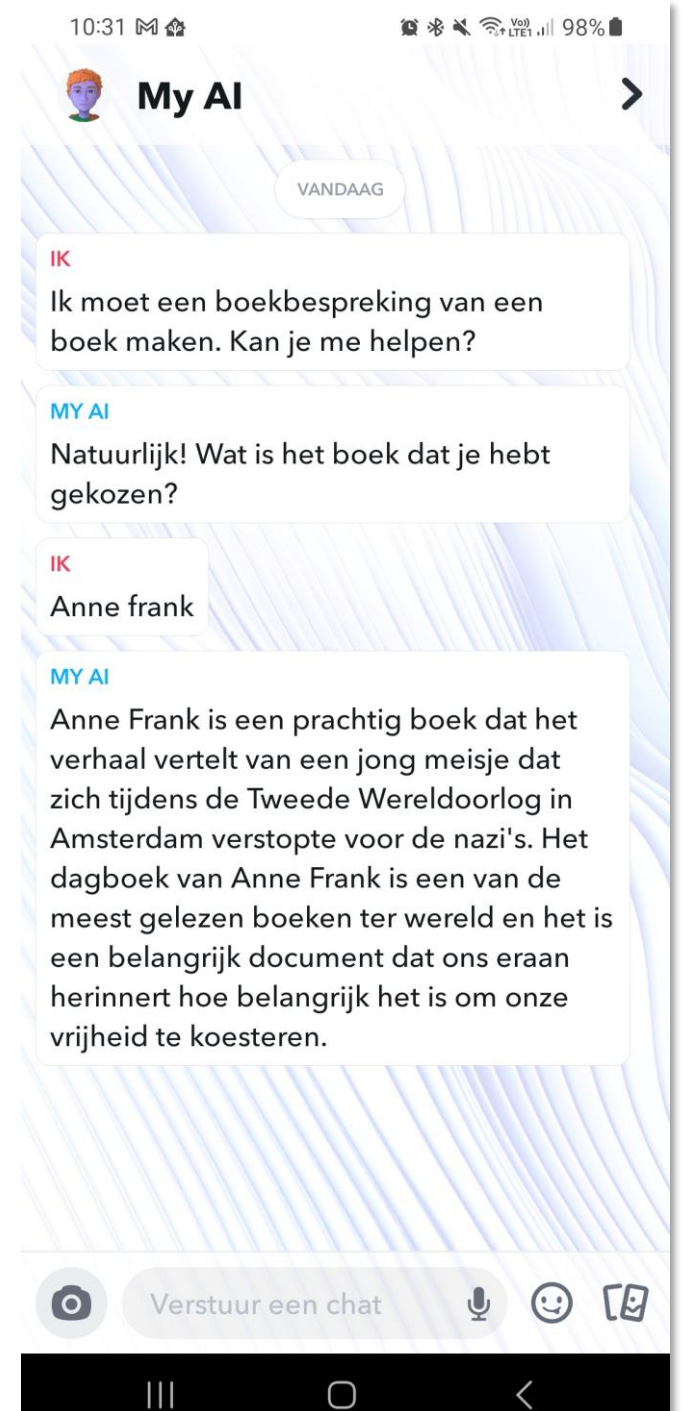 10:31
Vo))
LTE1 98%
My AI
VANDAAG
IK
Ik moet een boekbespreking van een
boek maken. Kan je me helpen?
MY AI
Natuurlijk! Wat is het boek dat je hebt
gekozen?
IK
Anne frank
MY AI
Anne Frank is een prachtig boek dat het
verhaal vertelt van een jong meisje dat
zich tijdens de Tweede Wereldoorlog in
Amsterdam verstopte voor de nazi's. Het
dagboek van Anne Frank is een van de
meest gelezen boeken ter wereld en het is
een belangrijk document dat ons eraan
herinnert hoe belangrijk het is om onze
vrijheid te koesteren.
Verstuur een chat